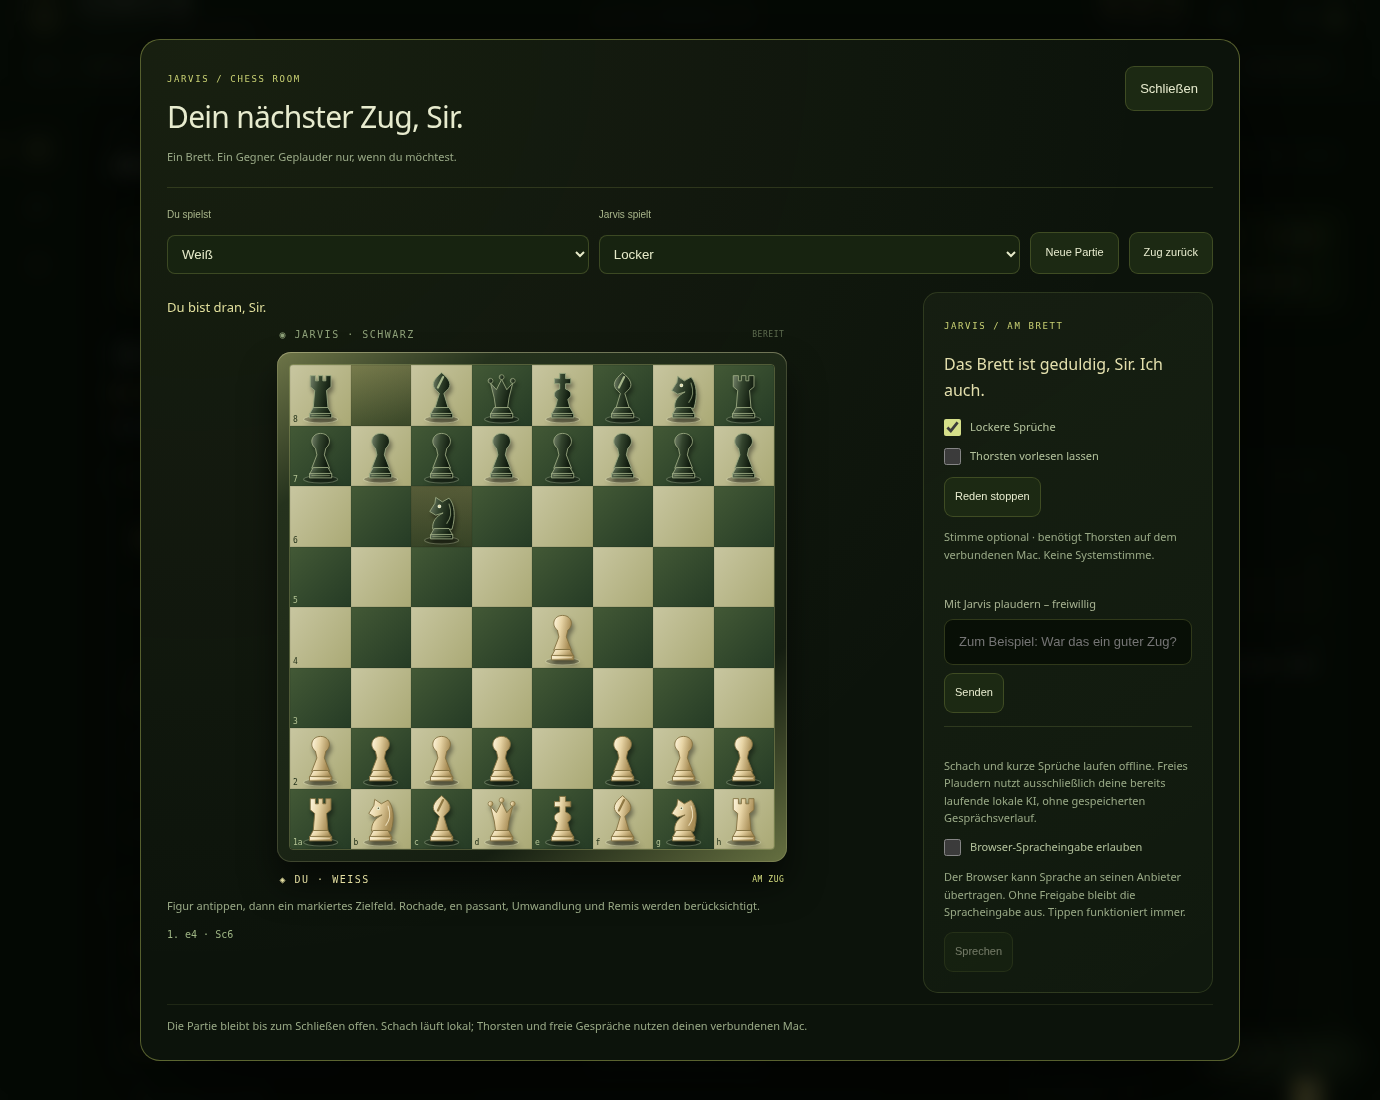 JARVIS / CHESS ROOM
Dein nächster Zug, Sir.
Ein Brett. Ein Gegner. Geplauder nur, wenn du möchtest.
Schließen
Du spielst
Weiß
Jarvis spielt
Locker
Neue Partie
Zug zurück
Du bist dran, Sir.
◉ JARVIS · SCHWARZ
BEREIT
8
7
6
5
4
3
2
1a
b
c
d
e
f
g
h
◈ DU · WEISS
AM ZUG
Figur antippen, dann ein markiertes Zielfeld. Rochade, en passant, Umwandlung und Remis werden berücksichtigt.
1. e4 · Sc6
JARVIS / AM BRETT
Das Brett ist geduldig, Sir. Ich
auch.
Lockere Sprüche
Thorsten vorlesen lassen
Reden stoppen
Stimme optional · benötigt Thorsten auf dem
verbundenen Mac. Keine Systemstimme.
Mit Jarvis plaudern – freiwillig
Zum Beispiel: War das ein guter Zug?
Senden
Schach und kurze Sprüche laufen offline. Freies
Plaudern nutzt ausschließlich deine bereits
laufende lokale KI, ohne gespeicherten
Gesprächsverlauf.
Browser-Spracheingabe erlauben
Der Browser kann Sprache an seinen Anbieter
übertragen. Ohne Freigabe bleibt die
Spracheingabe aus. Tippen funktioniert immer.
Sprechen
Die Partie bleibt bis zum Schließen offen. Schach läuft lokal; Thorsten und freie Gespräche nutzen deinen verbundenen Mac.